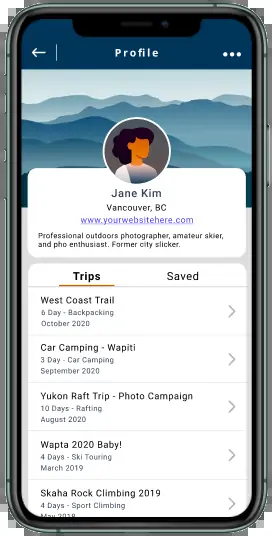 Profile
Jane Kim
Vancouver, BC
www.yourwebsitehere.com
Professional outdoors photographer, amateur skier,
and pho enthusiast. Former city slicker.
Trips Saved
West Coast Trail
6 Day - Backpacking
October 2020
Car Camping - Wapiti
3 Day - Car Camping
September 2020
Yukon Raft Trip - Photo Campaign
10 Days - Rafting
August 2020
Wapta 2020 Baby!
4 Days - Ski Touring
March 2019
Skaha Rock Climbing 2019
4 Days - Sport Climbing
May 2018